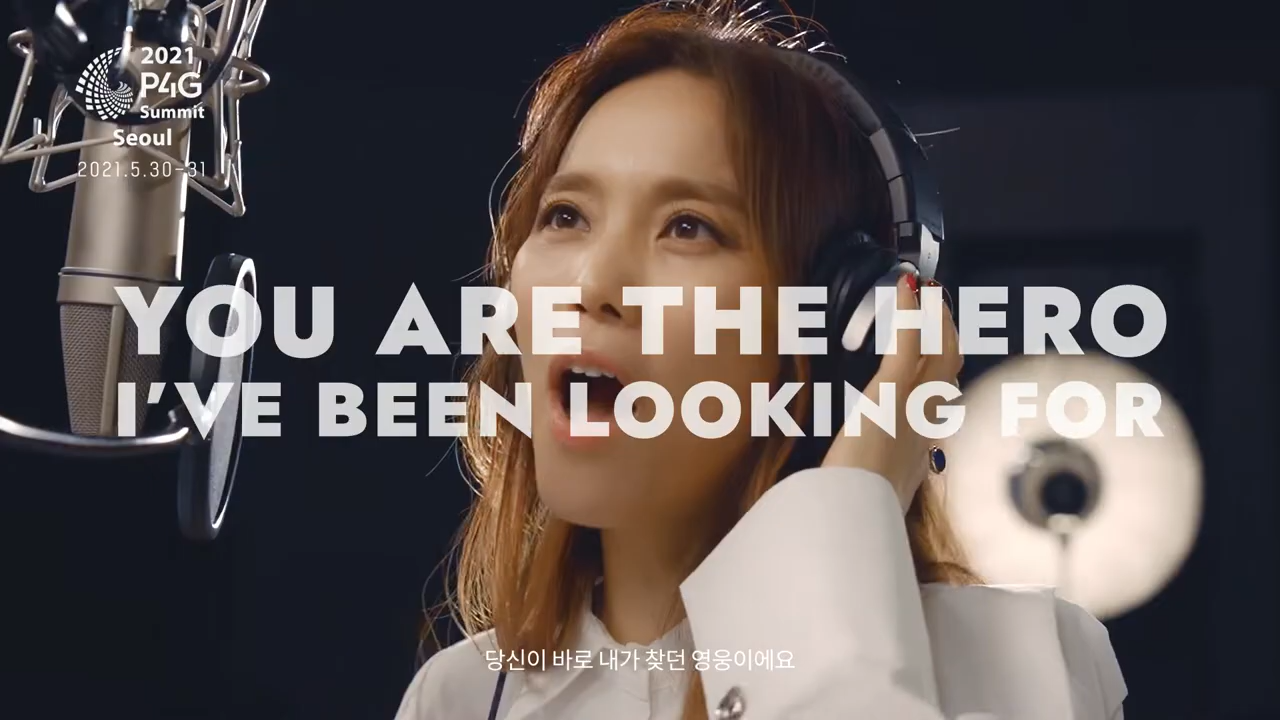 2021
P4G
Summit
Seoul
2021.5.30-31
YOU ARE THE HERO
I'VE BEEN LOOKING FOR
당신이 바로 내가 찾던 영웅이에요